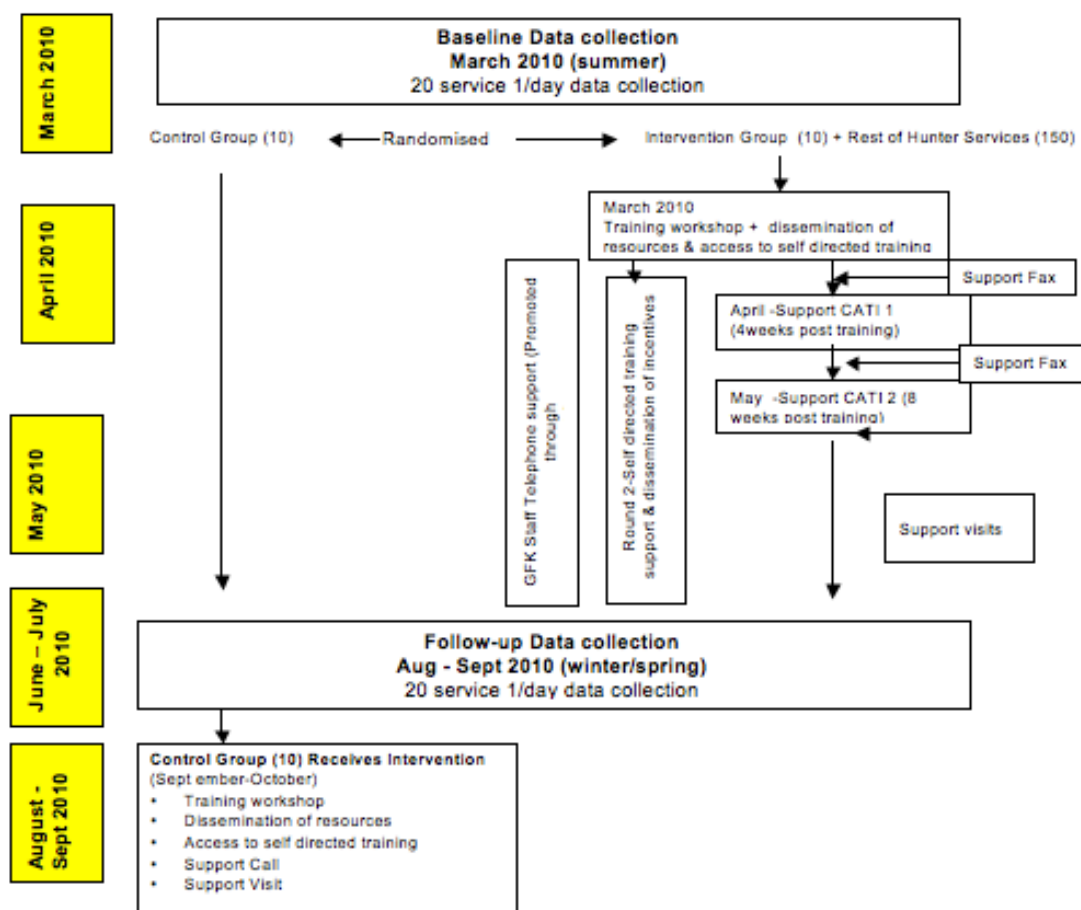 March 2010
Baseline Data collection
March 2010 (summer)
20 service 1/day data collection
Control Group (10)
Randomised
Intervention Group (10) + Rest of Hunter Services (150)
April 2010
March 2010
Training workshop + dissemination of
resources & access to self directed training
Support Fax
April -Support CATI 1
(4weeks post training)
Support Fax
May -Support CATI 2 (8
weeks post training)
GFK Staff Telephone support (Promoted
through
Round 2-Self directed training
support & dissemination of incentives
May 2010
Support visits
June – July
2010
Follow-up Data collection
Aug - Sept 2010 (winter/spring)
20 service 1/day data collection
August -
Sept 2010
Control Group (10) Receives Intervention
(Sept ember-October)
• Training workshop
• Dissemination of resources
• Access to self directed training
• Support Call
• Support Visit